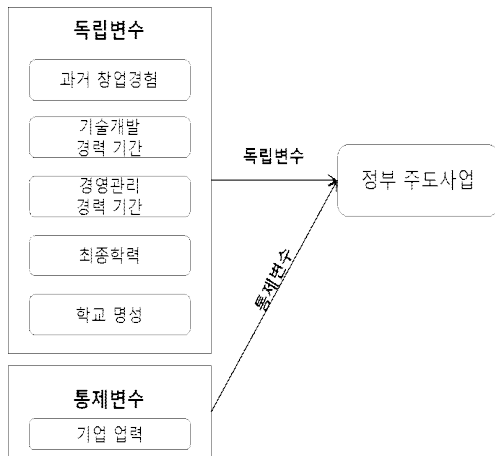 독립변수
과거 창업경험
기술개발
경력 기간
경영관리
경력 기간
최종학력
학교 명성
독립변수
정부 주도사업
통제변수
통제변수
기업 업력